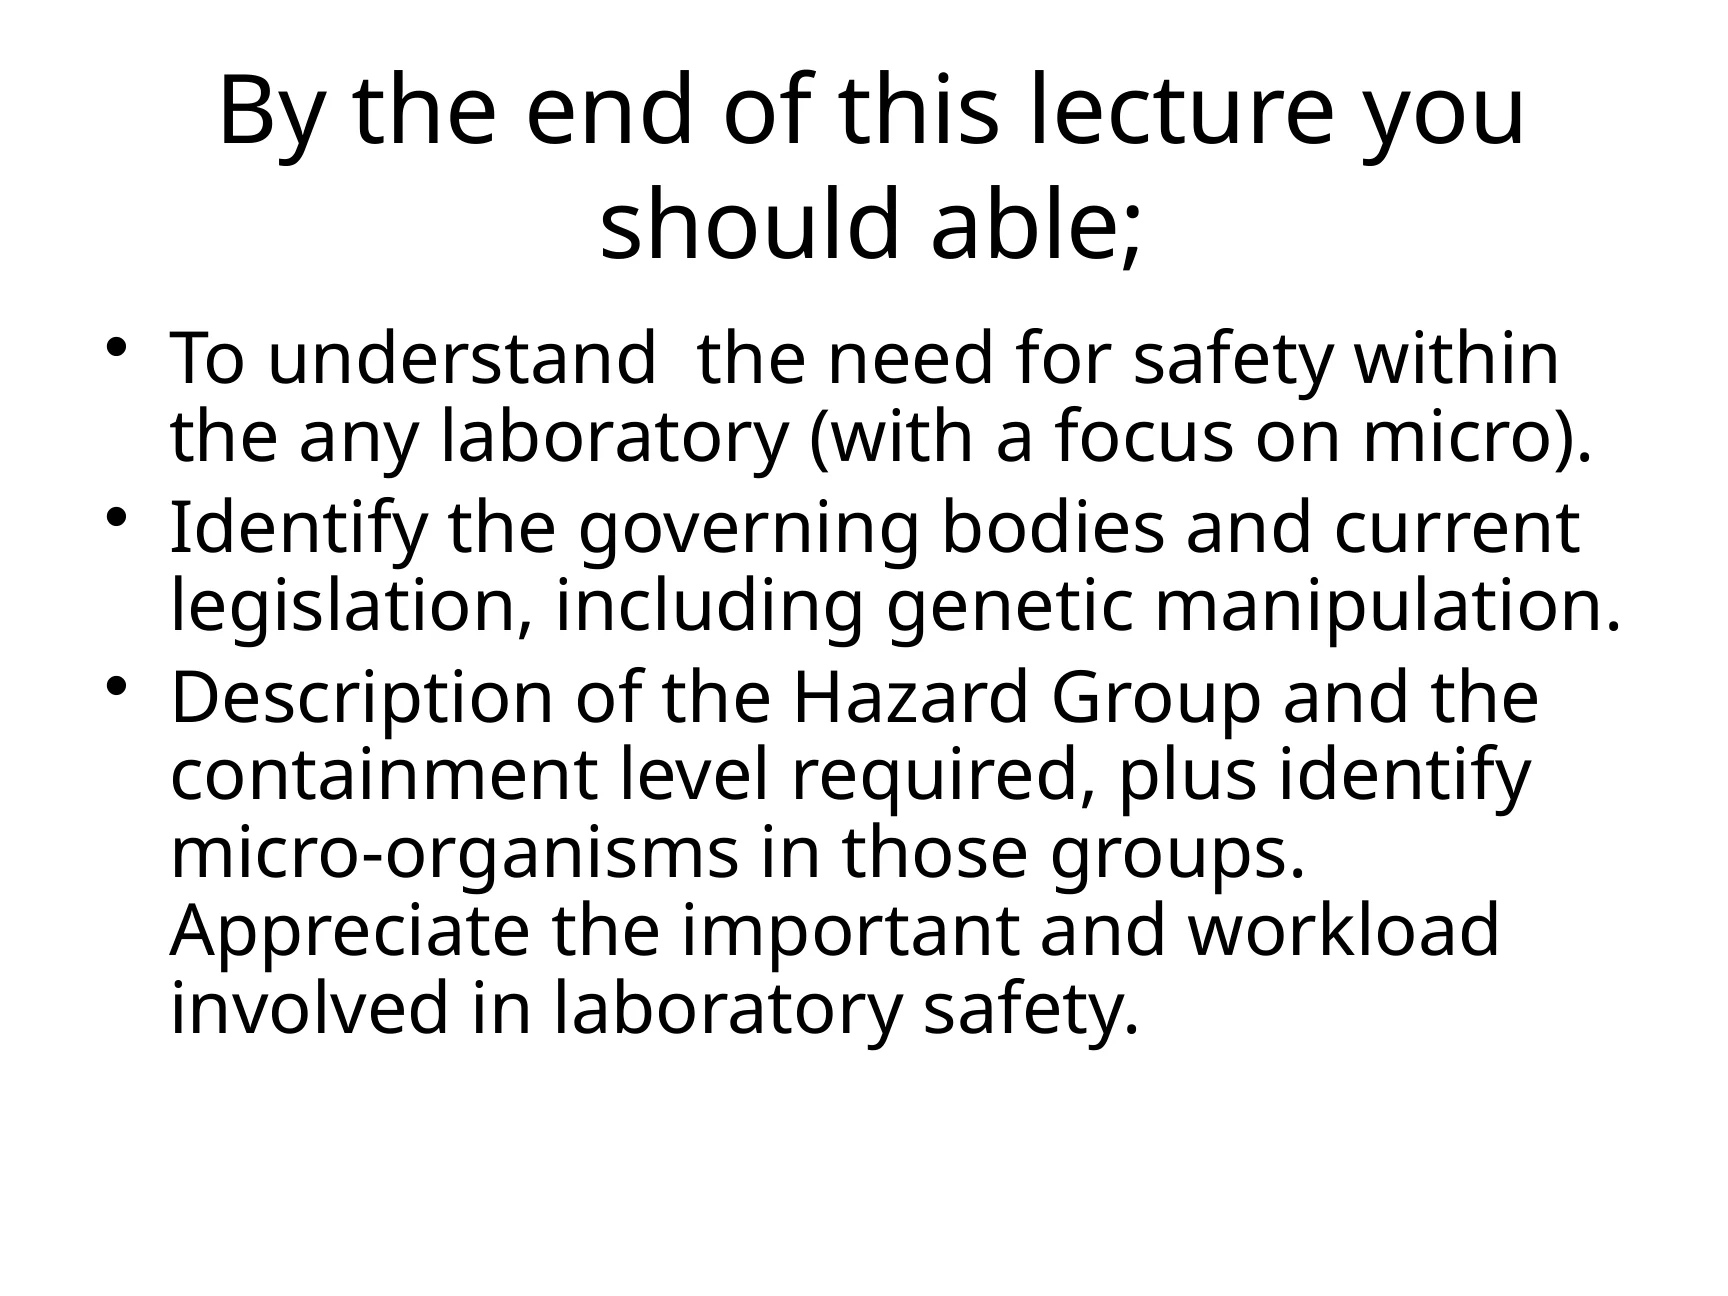 By the end of this lecture you
should able;
• To understand  the need for safety within
the any laboratory (with a focus on micro).
• Identify the governing bodies and current
legislation, including genetic manipulation.
• Description of the Hazard Group and the
containment level required, plus identify
micro-organisms in those groups.
Appreciate the important and workload
involved in laboratory safety.